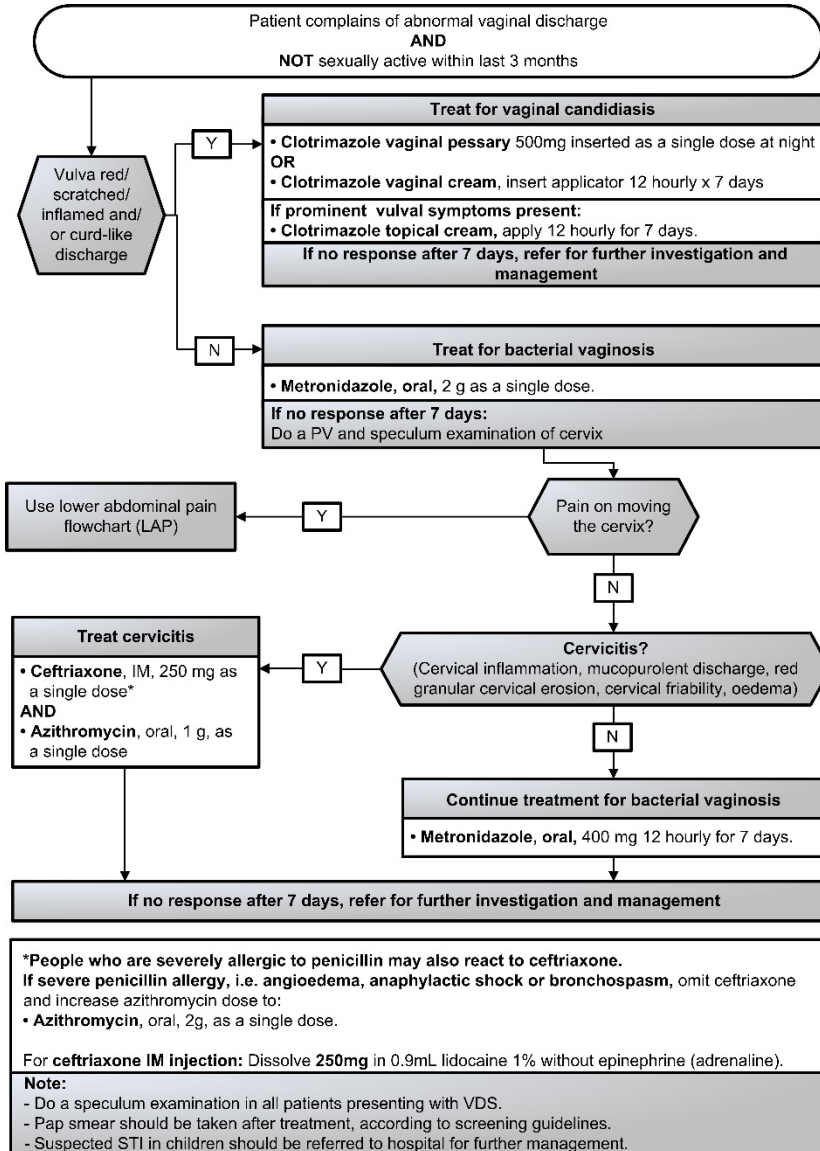 Patient complains of abnormal vaginal discharge
AND
NOT sexually active within last 3 months
Vulva red/
scratched/
inflamed and/
or curd-like
discharge
Y
Treat for vaginal candidiasis
• Clotrimazole vaginal pessary 500mg inserted as a single dose at night
OR
• Clotrimazole vaginal cream, insert applicator 12 hourly x 7 days
If prominent vulval symptoms present:
• Clotrimazole topical cream, apply 12 hourly for 7 days.
If no response after 7 days, refer for further investigation and
management
N
Treat for bacterial vaginosis
• Metronidazole, oral, 2 g as a single dose.
If no response after 7 days:
Do a PV and speculum examination of cervix
Pain on moving
the cervix?
Y
Use lower abdominal pain
flowchart (LAP)
N
Cervicitis?
(Cervical inflammation, mucopurolent discharge, red
granular cervical erosion, cervical friability, oedema)
Y
Treat cervicitis
• Ceftriaxone, IM, 250 mg as
a single dose*
AND
• Azithromycin, oral, 1 g, as
a single dose
N
Continue treatment for bacterial vaginosis
• Metronidazole, oral, 400 mg 12 hourly for 7 days.
If no response after 7 days, refer for further investigation and management
*People who are severely allergic to penicillin may also react to ceftriaxone.
If severe penicillin allergy, i.e. angioedema, anaphylactic shock or bronchospasm, omit ceftriaxone
and increase azithromycin dose to:
• Azithromycin, oral, 2g, as a single dose.
For ceftriaxone IM injection: Dissolve 250mg in 0.9mL lidocaine 1% without epinephrine (adrenaline).
Note:
- Do a speculum examination in all patients presenting with VDS.
- Pap smear should be taken after treatment, according to screening guidelines.
- Suspected STI in children should be referred to hospital for further management.